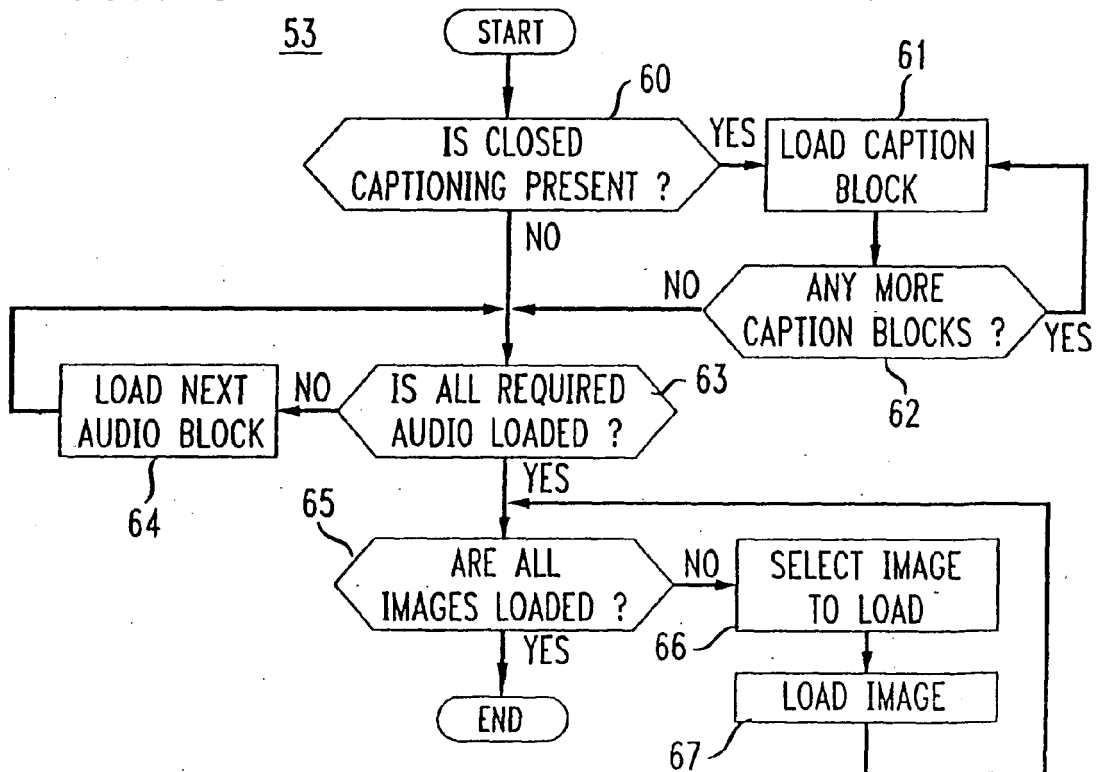 53
START
60
IS CLOSED
CAPTIONING PRESENT ?
YES
61
LOAD CAPTION
BLOCK
NO
ANY MORE
CAPTION BLOCKS ?
NO
YES
62
IS ALL REQUIRED
AUDIO LOADED ?
63
NO
LOAD NEXT
AUDIO BLOCK
64
YES
65
ARE ALL
IMAGES LOADED ?
NO
SELECT IMAGE
TO LOAD
66
YES
END
LOAD IMAGE
67